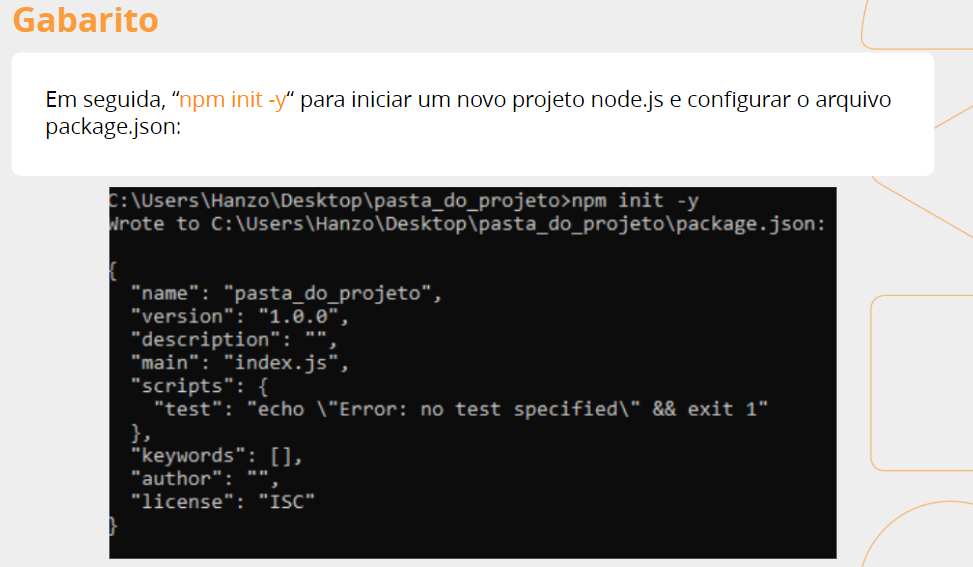 Gabarito
Em seguida, “npm init -y“ para iniciar um novo projeto node.js e configurar o arquivo
package.json:
C:\Users\Hanzo\Desktop\pasta_do_projeto>npm init -y
Wrote to C:\Users\Hanzo\Desktop\pasta_do_projeto\package.json:
{
  "name": "pasta_do_projeto",
  "version": "1.0.0",
  "description": "",
  "main": "index.js",
  "scripts": {
    "test": "echo \"Error: no test specified\" && exit 1"
  },
  "keywords": [],
  "author": "",
  "license": "ISC"
}